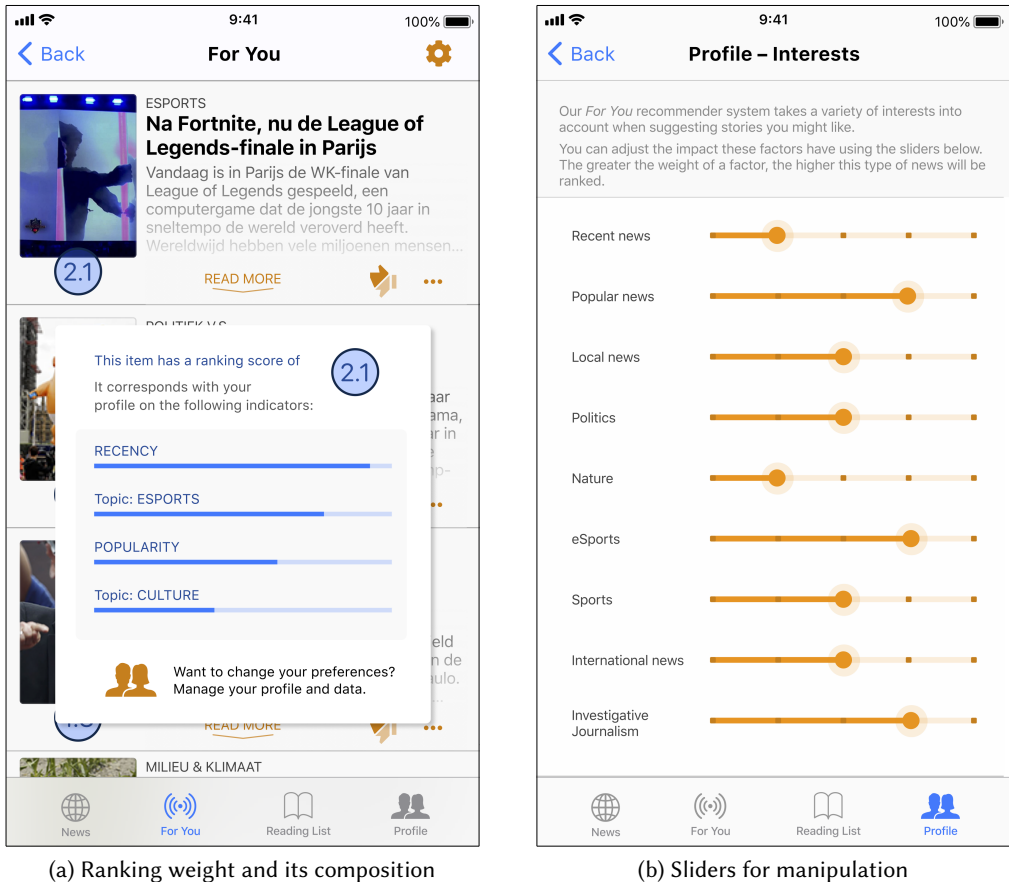 9:41
100%
Back
For You
ESPORTS
Na Fortnite, nu de League of
Legends-finale in Parijs
Vandaag is in Parijs de WK-finale van
League of Legends gespeeld, een
computergame dat de jongste 10 jaar in
sneltempo de wereld veroverd heeft.
Wereldwijd hebben vele miljoenen mensen...
2.1
READ MORE
POLITIEK V.S.
This item has a ranking score of
2.1
It corresponds with your
profile on the following indicators:
RECENCY
Topic: ESPORTS
POPULARITY
Topic: CULTURE
Want to change your preferences?
Manage your profile and data.
READ MORE
MILIEU & KLIMAAT
News
For You
Reading List
Profile
(a) Ranking weight and its composition
9:41
100%
Back
Profile – Interests
Our For You recommender system takes a variety of interests into
account when suggesting stories you might like.
You can adjust the impact these factors have using the sliders below.
The greater the weight of a factor, the higher this type of news will be
ranked.
Recent news
Popular news
Local news
Politics
Nature
eSports
Sports
International news
Investigative
Journalism
News
For You
Reading List
Profile
(b) Sliders for manipulation